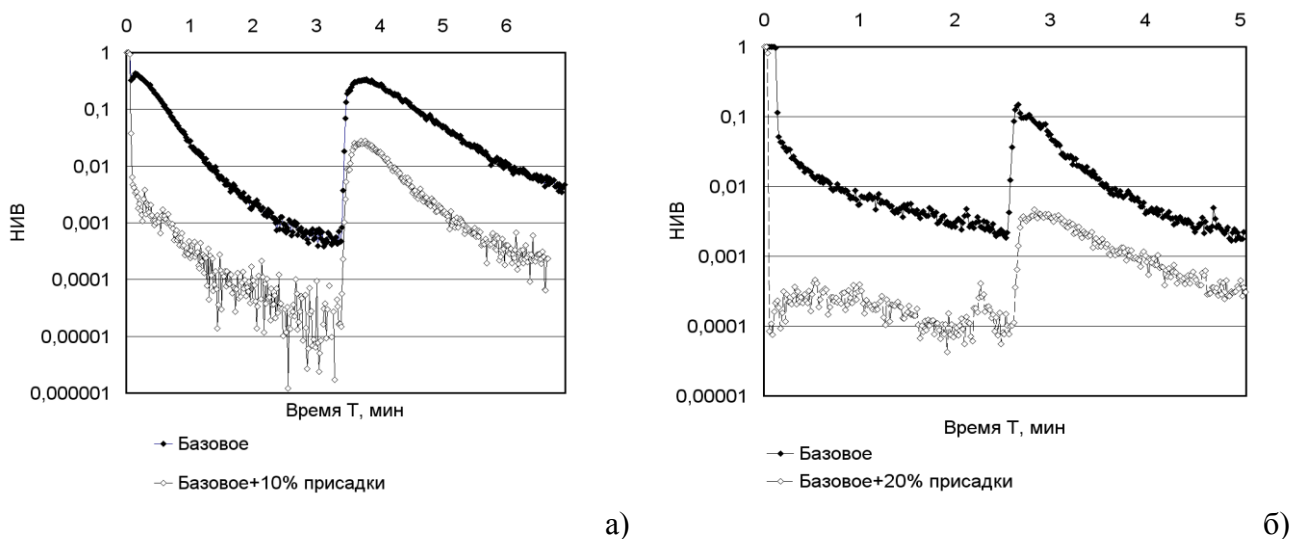 0 1 2 3 4 5 6
1
0,1
0,01
0,001
0,0001
0,00001
0,000001
НИВ
Время Т, мин
Базовое
Базовое+10% присадки
а)
0 1 2 3 4 5
1
0,1
0,01
0,001
0,0001
0,00001
НИВ
Время Т, мин
Базовое
Базовое+20% присадки
б)